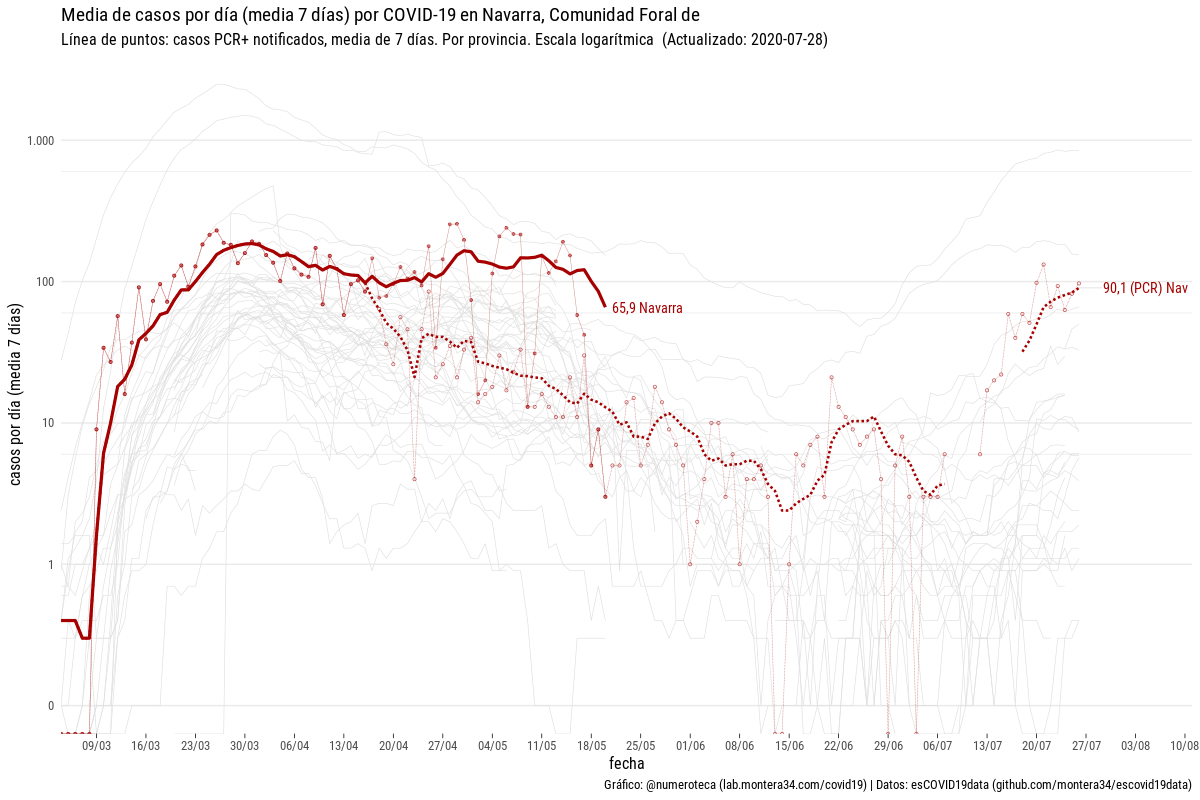 Media de casos por día (media 7 días) por COVID-19 en Navarra, Comunidad Foral de
Línea de puntos: casos PCR+ notificados, media de 7 días. Por provincia. Escala logarítmica (Actualizado: 2020-07-28)
casos por día (media 7 días)
1.000
100
10
1
0
65,9 Navarra
90,1 (PCR) Nav
09/03 16/03 23/03 30/03 06/04 13/04 20/04 27/04 04/05 11/05 18/05 25/05 01/06 08/06 15/06 22/06 29/06 06/07 13/07 20/07 27/07 03/08 10/08
fecha
Gráfico: @numeroteca (lab.montera34.com/covid19) | Datos: esCOVID19data (github.com/montera34/escovid19data)